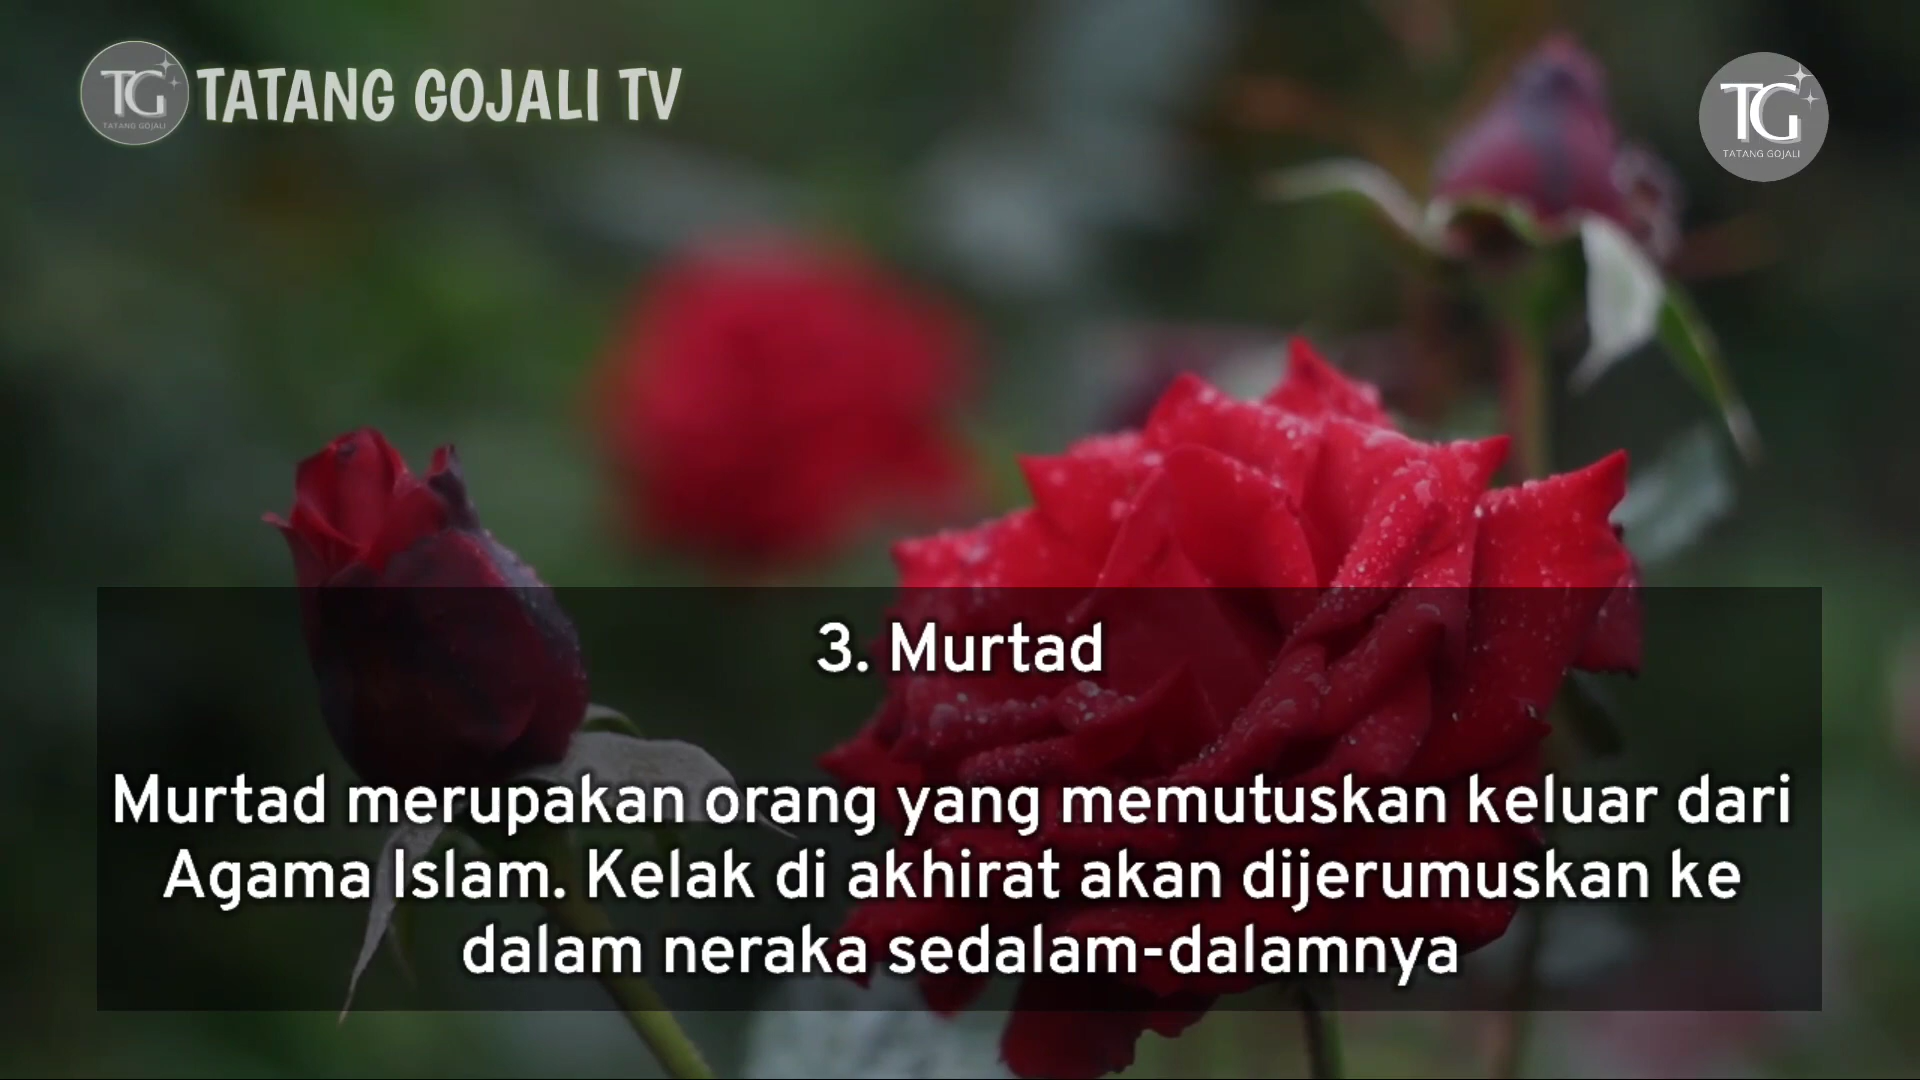 TG
TATANG GOJALI
TATANG GOJALI TV
TG
TATANG GOJALI
3. Murtad
Murtad merupakan orang yang memutuskan keluar dari
Agama Islam. Kelak di akhirat akan dijerumuskan ke
dalam neraka sedalam-dalamnya